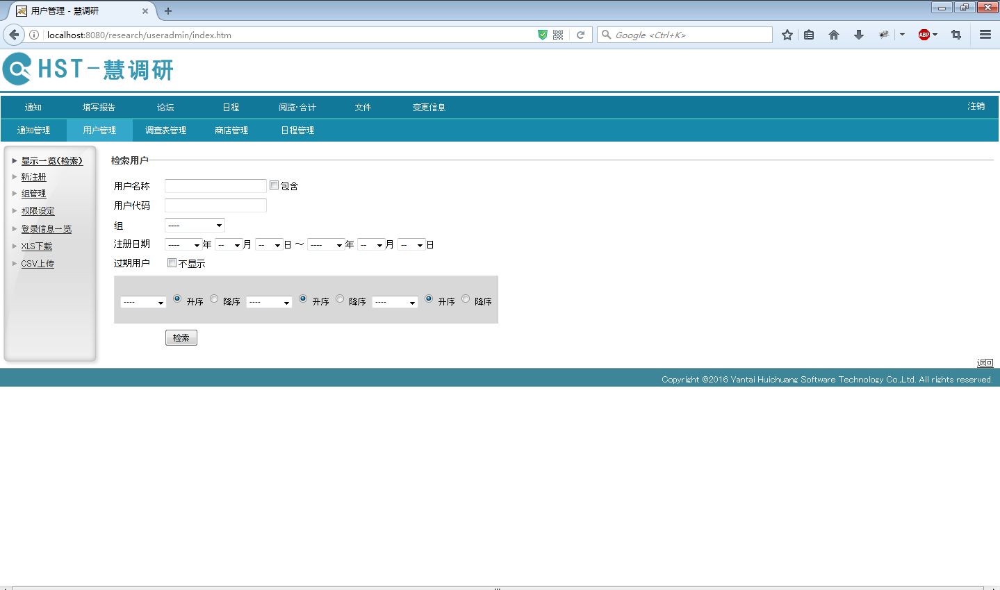 用户管理 - 慧调研
localhost:8080/research/useradmin/index.htm
Google <Ctrl+K>
ABP
HST-慧调研
通知 填写报告 论坛 日程 阅览·合计 文件 变更信息 注销
通知管理 用户管理 调查表管理 商店管理 日程管理
显示一览(检索)
新注册
组管理
权限设定
登录信息一览
XLS下载
CSV上传
检索用户
用户名称 包含
用户代码
组 ----
注册日期 ---- 年 -- 月 -- 日 ～ ---- 年 -- 月 -- 日
过期用户 不显示
---- 升序 降序 ---- 升序 降序 ---- 升序 降序
检索
返回
Copyright ©2016 Yantai Huichuang Software Technology Co.,Ltd. All rights reserved.